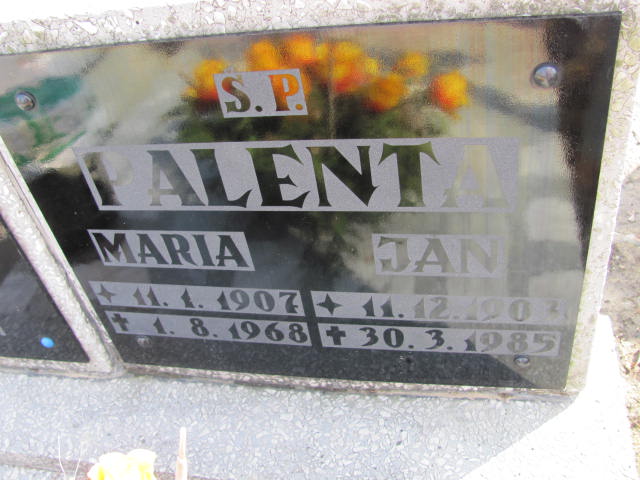 S. P.
PALENTA
MARIA JAN
✦ 11. 1. 1907 ✦ 11. 12. 1903
✝ 1. 8. 1968 ✝ 30. 3. 1985